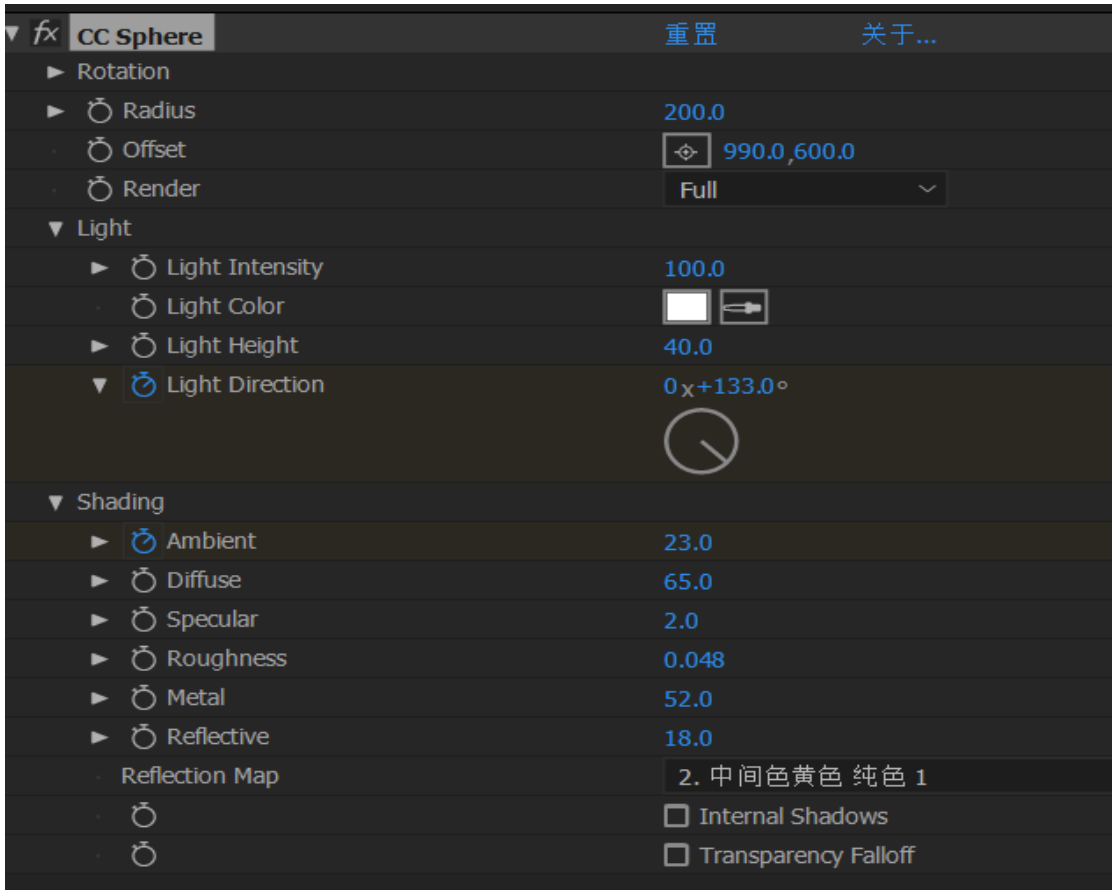 fx CC Sphere 重置 关于...
Rotation
Radius 200.0
Offset 990.0,600.0
Render Full
Light
Light Intensity 100.0
Light Color
Light Height 40.0
Light Direction 0x+133.0°
Shading
Ambient 23.0
Diffuse 65.0
Specular 2.0
Roughness 0.048
Metal 52.0
Reflective 18.0
Reflection Map 2. 中间色黄色 纯色 1
Internal Shadows
Transparency Falloff